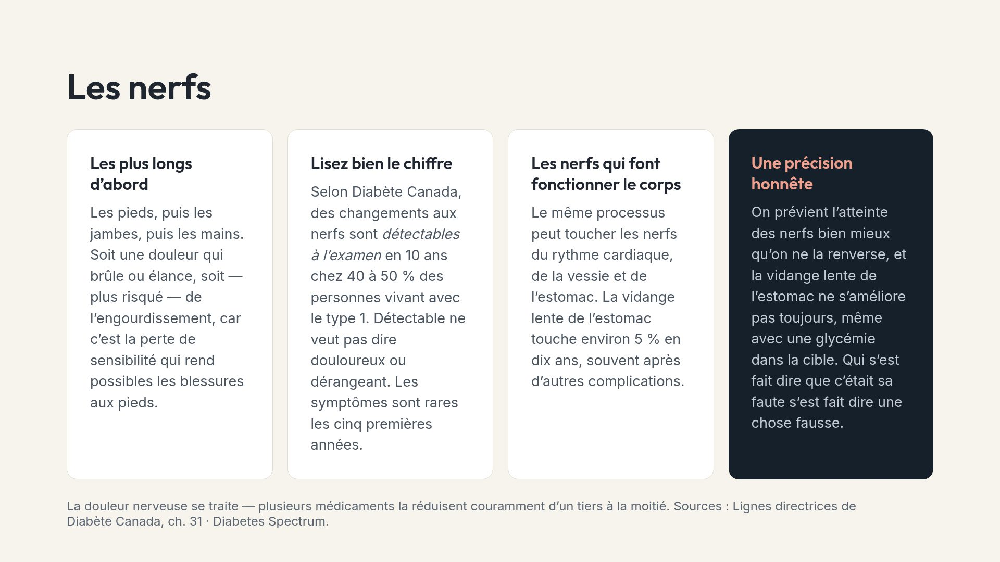 Les nerfs
Les plus longs
d’abord
Les pieds, puis les
jambes, puis les mains.
Soit une douleur qui
brûle ou élance, soit —
plus risqué — de
l’engourdissement, car
c’est la perte de
sensibilité qui rend
possibles les blessures
aux pieds.
Lisez bien le chiffre
Selon Diabète Canada,
des changements aux
nerfs sont détectables
à l’examen en 10 ans
chez 40 à 50 % des
personnes vivant avec
le type 1. Détectable ne
veut pas dire
douloureux ou
dérangeant. Les
symptômes sont rares
les cinq premières
années.
Les nerfs qui font
fonctionner le corps
Le même processus
peut toucher les nerfs
du rythme cardiaque,
de la vessie et de
l’estomac. La vidange
lente de l’estomac
touche environ 5 % en
dix ans, souvent après
d’autres complications.
Une précision
honnête
On prévient l’atteinte
des nerfs bien mieux
qu’on ne la renverse, et
la vidange lente de
l’estomac ne s’améliore
pas toujours, même
avec une glycémie
dans la cible. Qui s’est
fait dire que c’était sa
faute s’est fait dire une
chose fausse.
La douleur nerveuse se traite — plusieurs médicaments la réduisent couramment d’un tiers à la moitié. Sources : Lignes directrices de
Diabète Canada, ch. 31 · Diabetes Spectrum.